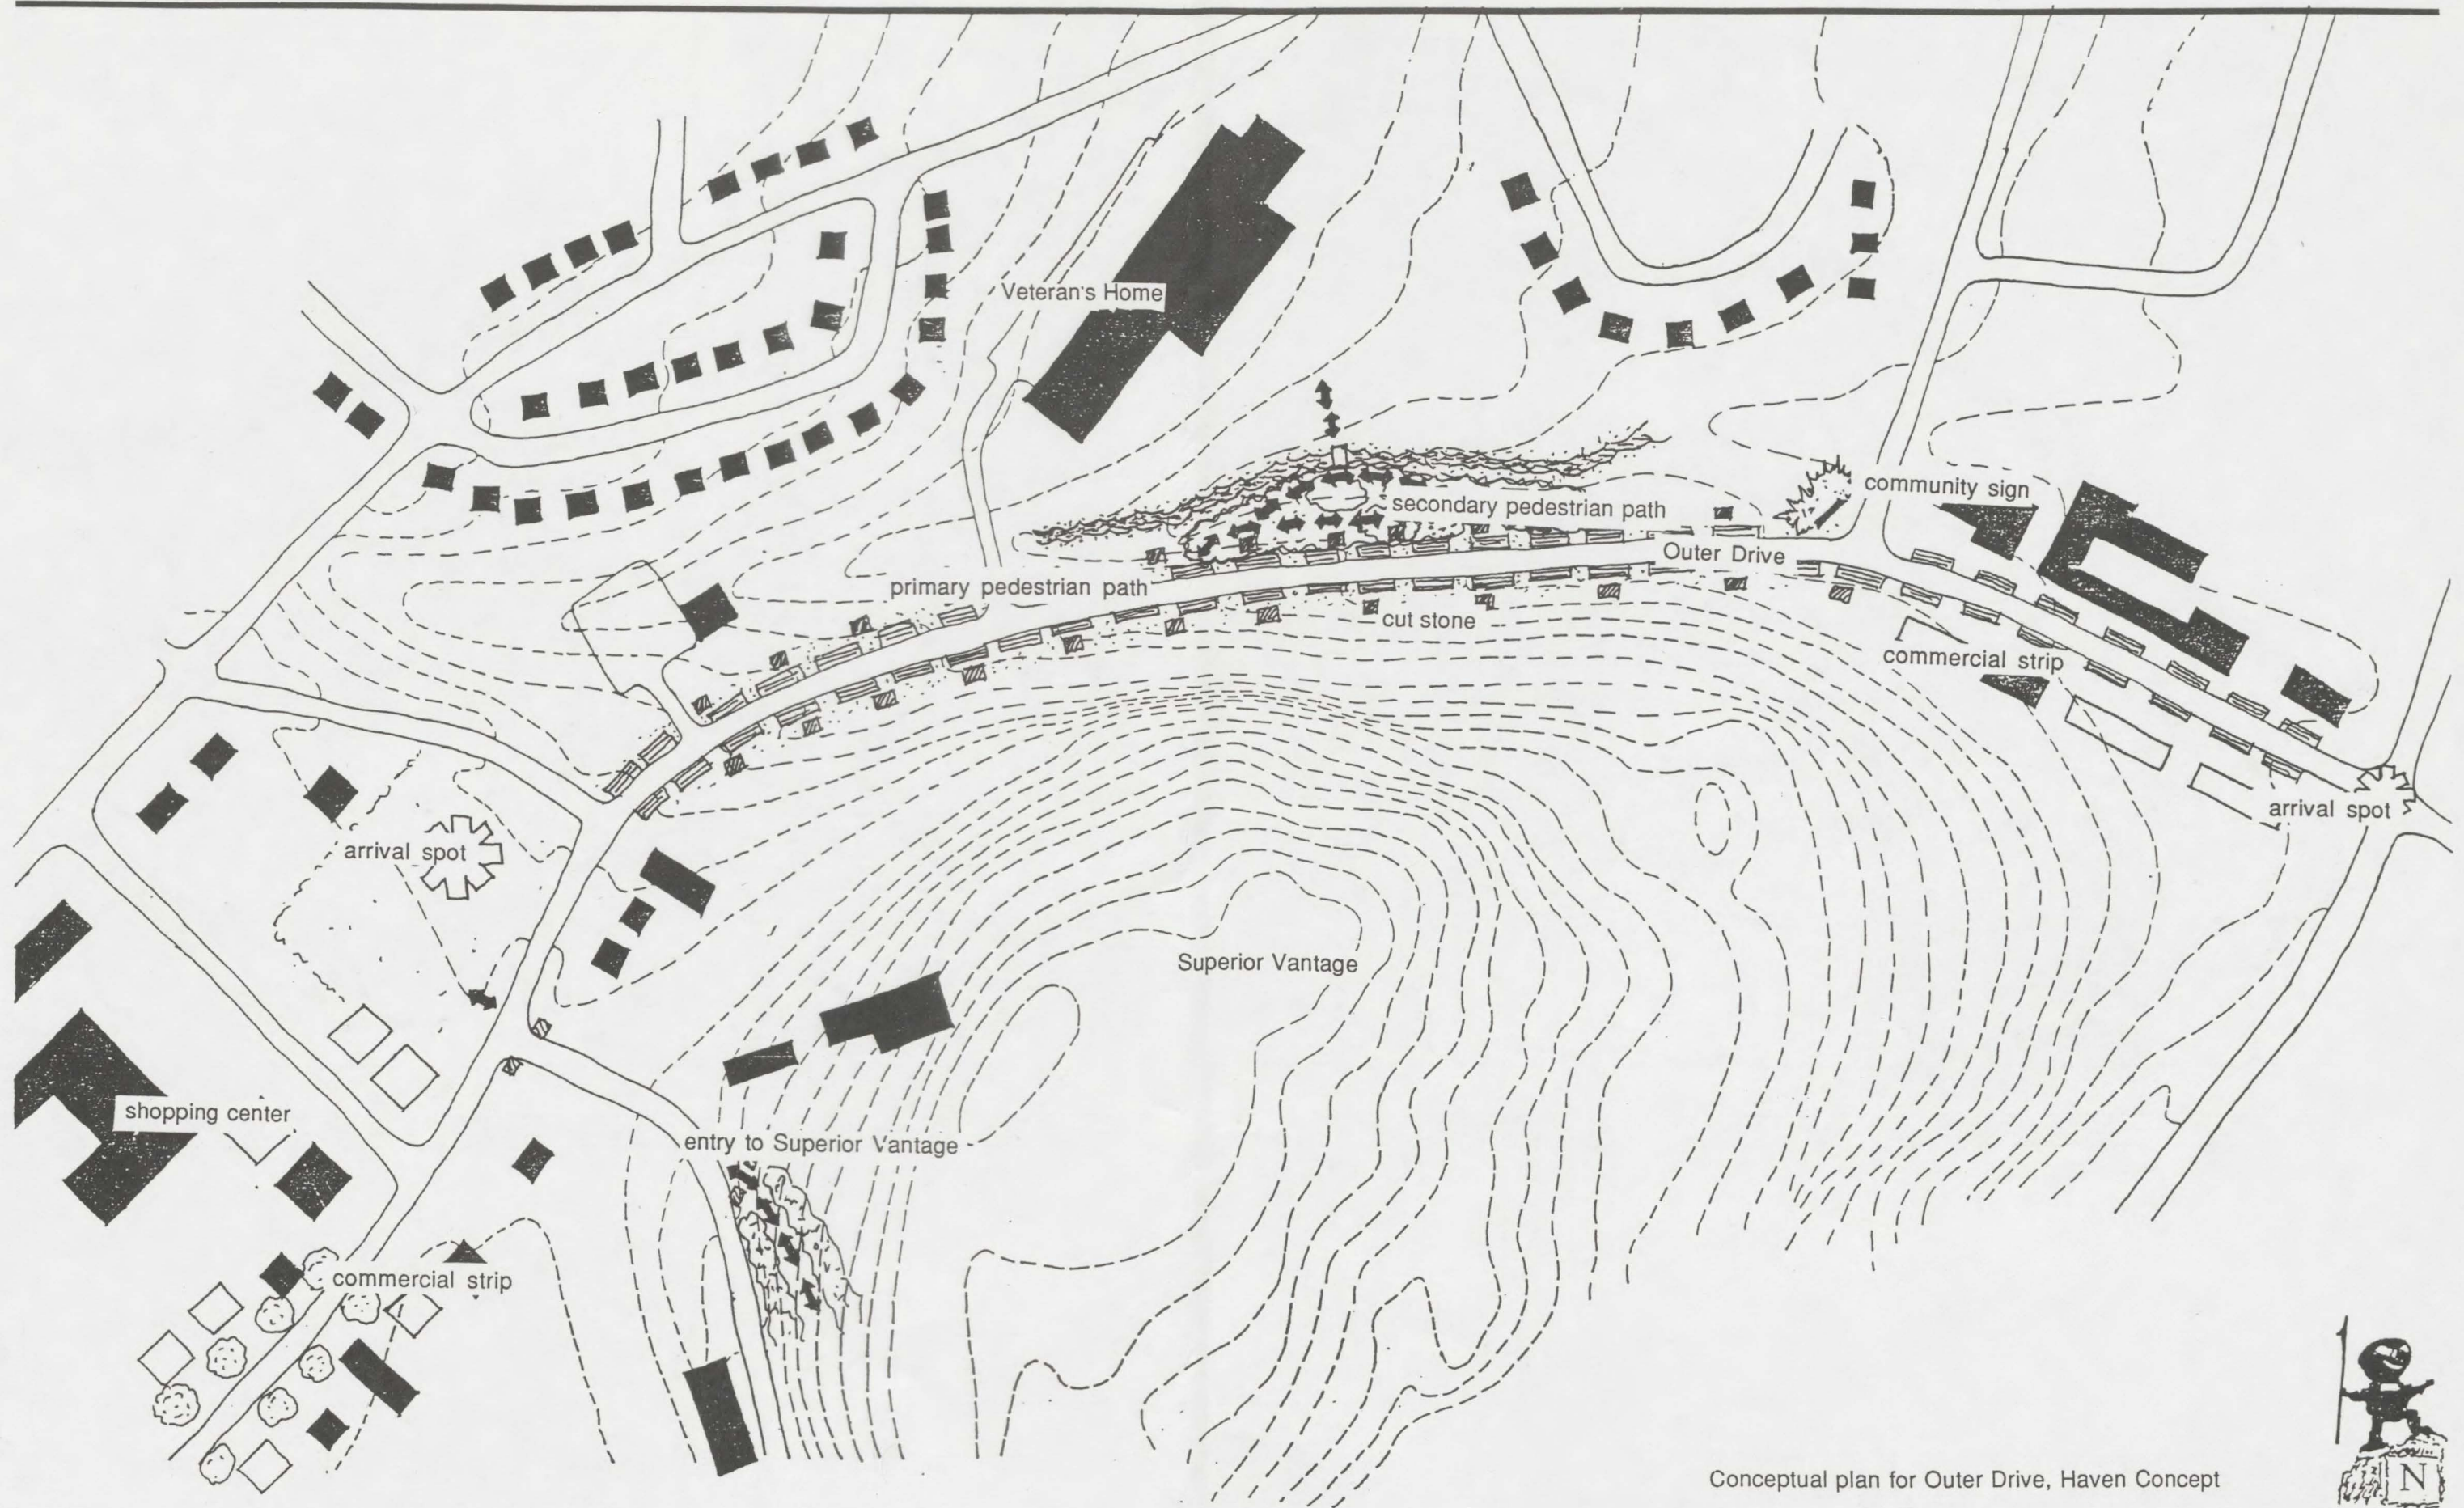 Veteran's Home
community sign
secondary pedestrian path
Outer Drive
primary pedestrian path
cut stone
commercial strip
arrival spot
arrival spot
Superior Vantage
shopping center
entry to Superior Vantage
commercial strip
Conceptual plan for Outer Drive, Haven Concept
N